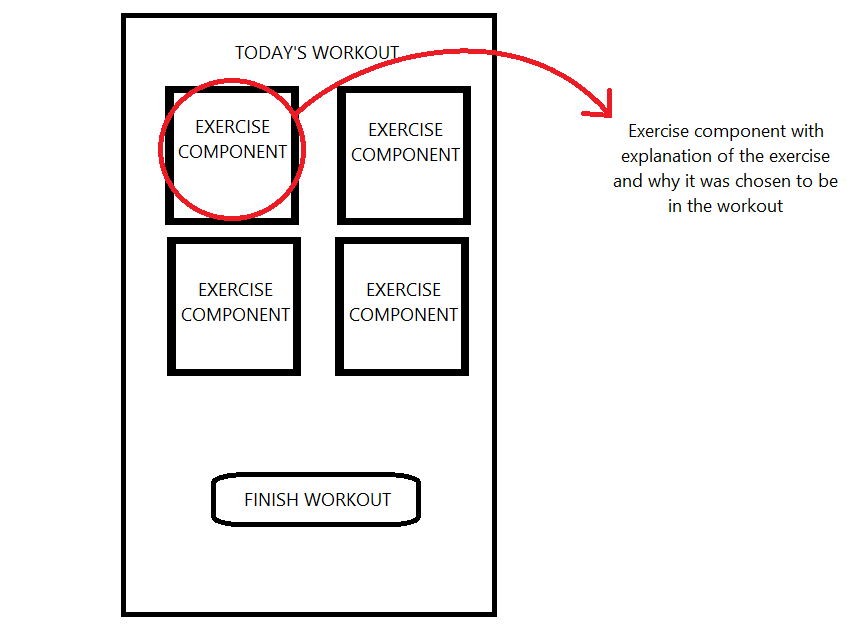 TODAY'S WORKOUT
EXERCISE
COMPONENT
EXERCISE
COMPONENT
Exercise component with
explanation of the exercise
and why it was chosen to be
in the workout
EXERCISE
COMPONENT
EXERCISE
COMPONENT
FINISH WORKOUT